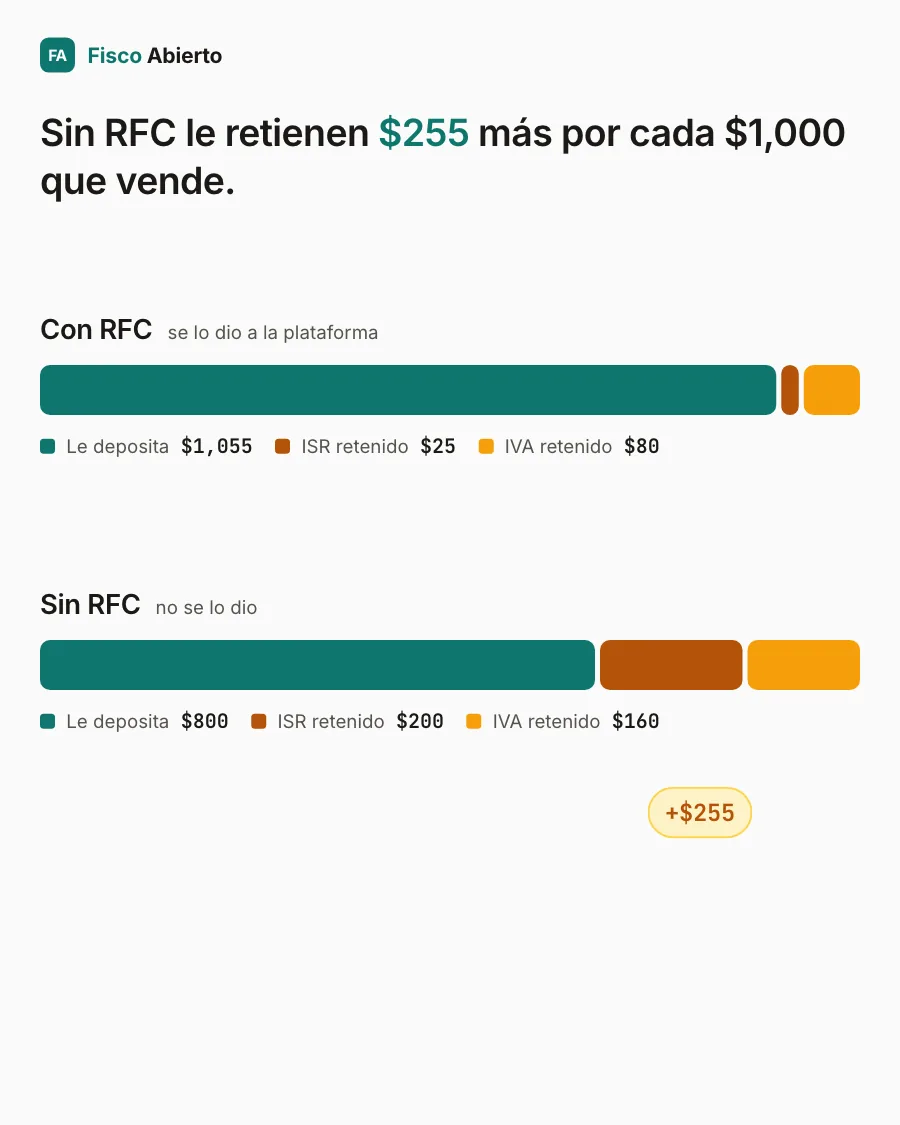 FA Fisco Abierto
Sin RFC le retienen $255 más por cada $1,000
que vende.
Con RFC se lo dio a la plataforma
Le deposita $1,055 ISR retenido $25 IVA retenido $80
Sin RFC no se lo dio
Le deposita $800 ISR retenido $200 IVA retenido $160
+$255